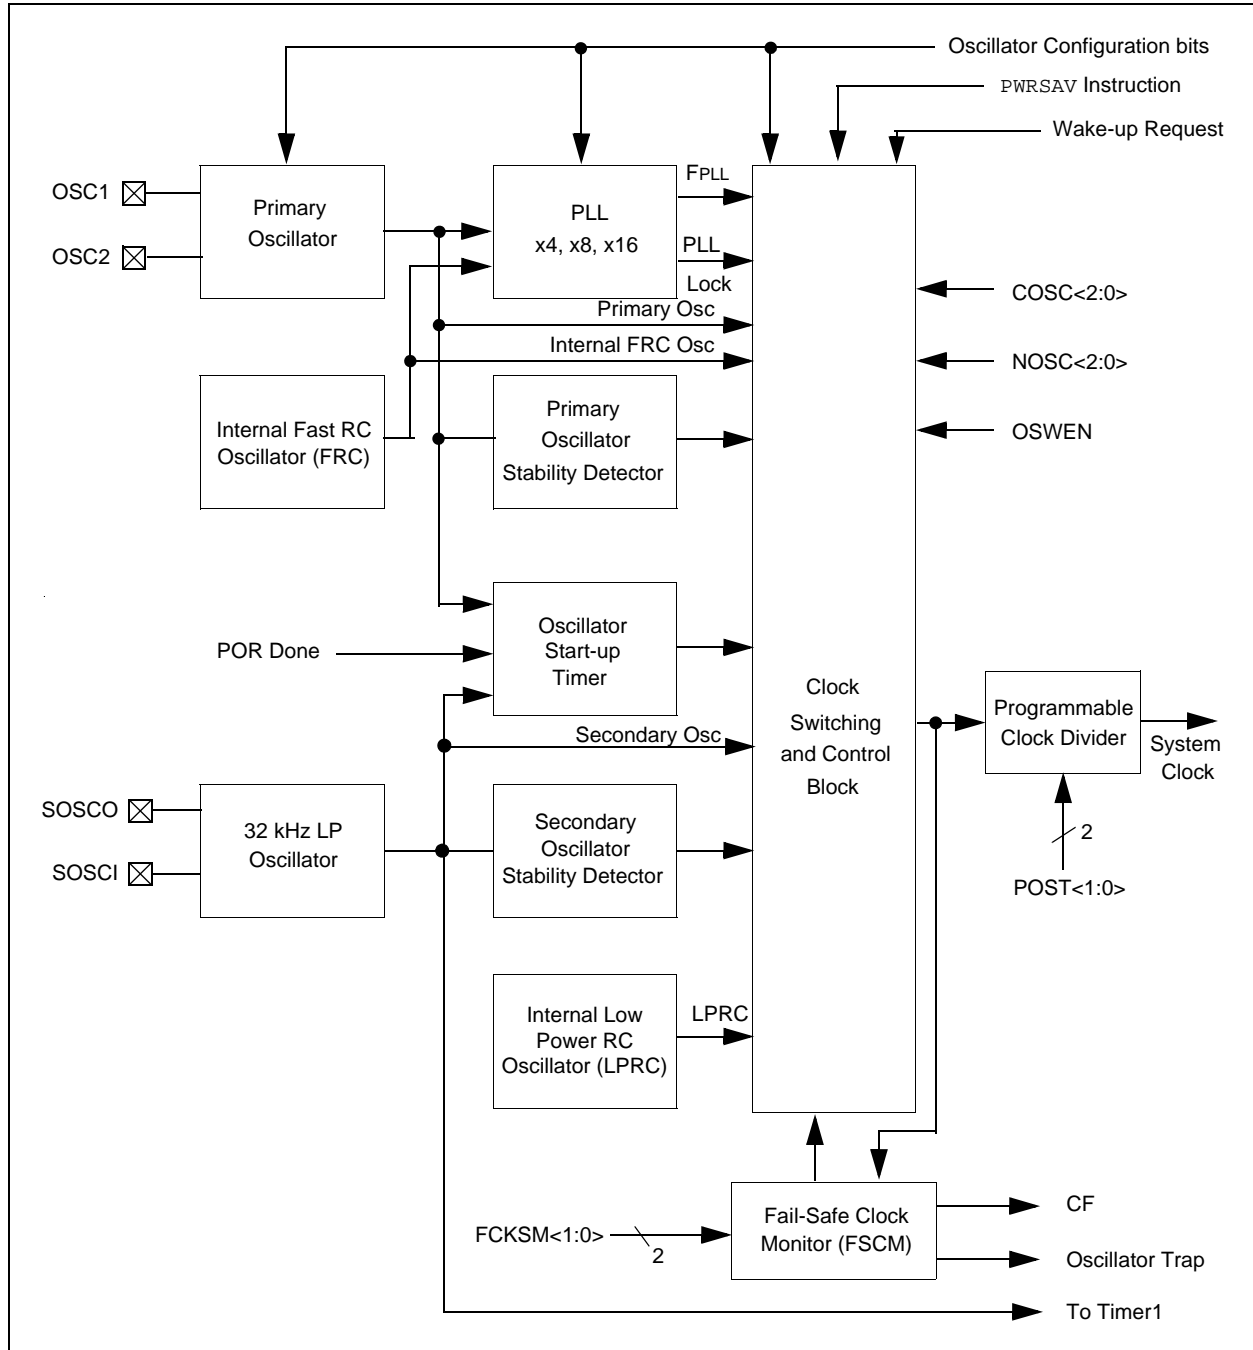 Oscillator Configuration bits
PWRSAV Instruction
Wake-up Request
OSC1
OSC2
Primary
Oscillator
PLL
x4, x8, x16
FPLL
PLL
Lock
Primary Osc
Internal FRC Osc
COSC<2:0>
NOSC<2:0>
OSWEN
Internal Fast RC
Oscillator (FRC)
Primary
Oscillator
Stability Detector
POR Done
Oscillator
Start-up
Timer
Clock
Switching
and Control
Block
Programmable
Clock Divider
System
Clock
Secondary Osc
2
POST<1:0>
SOSCO
SOSCI
32 kHz LP
Oscillator
Secondary
Oscillator
Stability Detector
Internal Low
Power RC
Oscillator (LPRC)
LPRC
FCKSM<1:0>
2
Fail-Safe Clock
Monitor (FSCM)
CF
Oscillator Trap
To Timer1